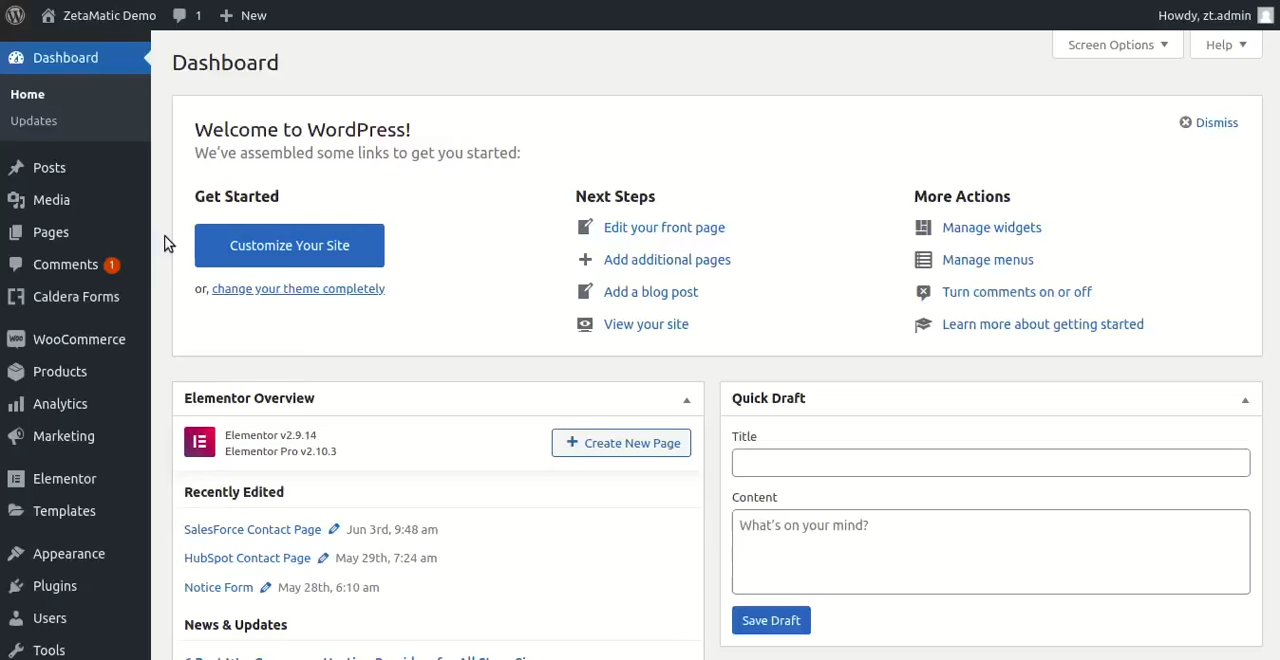 ZetaMatic Demo 1 New Howdy, zt.admin
Screen Options Help
Dashboard
Home
Updates
Posts
Media
Pages
Comments 1
Caldera Forms
WooCommerce
Products
Analytics
Marketing
Elementor
Templates
Appearance
Plugins
Users
Tools
Dashboard
Welcome to WordPress!
We've assembled some links to get you started:
Dismiss
Get Started
Customize Your Site
or, change your theme completely
Next Steps
Edit your front page
Add additional pages
Add a blog post
View your site
More Actions
Manage widgets
Manage menus
Turn comments on or off
Learn more about getting started
Elementor Overview
Elementor v2.9.14
Elementor Pro v2.10.3
Create New Page
Recently Edited
SalesForce Contact Page Jun 3rd, 9:48 am
HubSpot Contact Page May 29th, 7:24 am
Notice Form May 28th, 6:10 am
News & Updates
Quick Draft
Title
Content
What's on your mind?
Save Draft